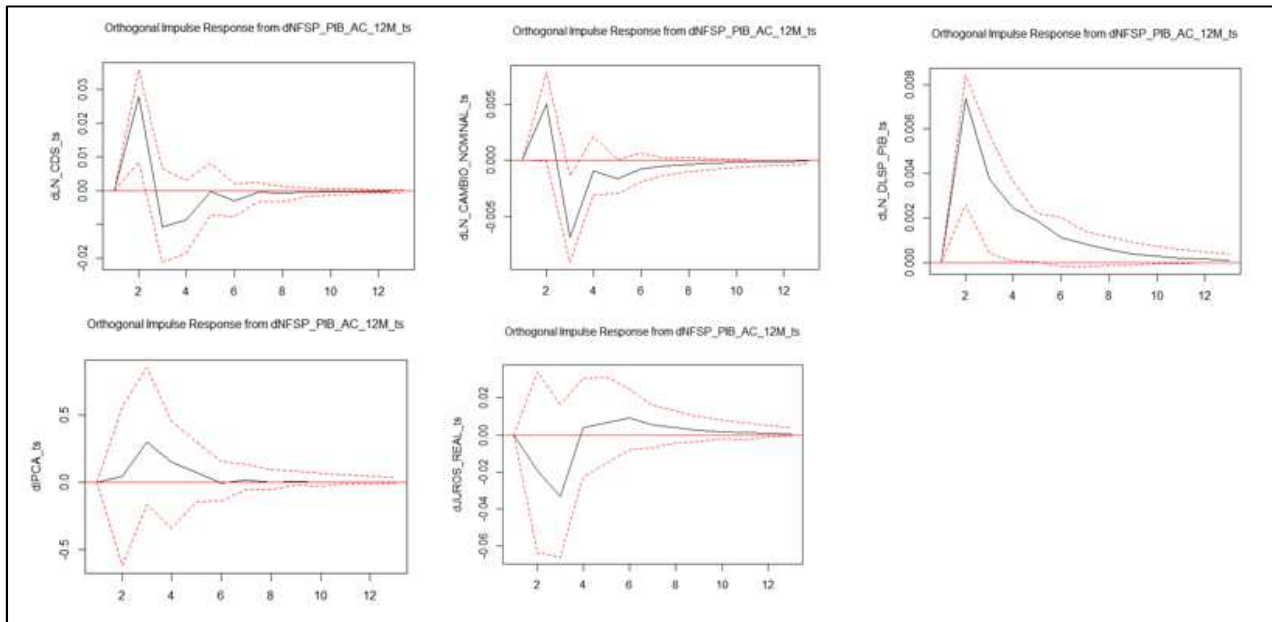 Orthogonal Impulse Response from dNFSP_PIB_AC_12M_ts
dLN_CDS_ts
0.03
0.02
0.01
0.00
-0.02
2 4 6 8 10 12
Orthogonal Impulse Response from dNFSP_PIB_AC_12M_ts
dLN_CAMBIO_NOMINAL_ts
0.005
0.000
-0.005
2 4 6 8 10 12
Orthogonal Impulse Response from dNFSP_PIB_AC_12M_ts
dLN_DLSP_PIB_ts
0.008
0.006
0.004
0.002
0.000
2 4 6 8 10 12
Orthogonal Impulse Response from dNFSP_PIB_AC_12M_ts
dIPCA_ts
0.5
0.0
-0.5
2 4 6 8 10 12
Orthogonal Impulse Response from dNFSP_PIB_AC_12M_ts
dJUROS_REAL_ts
0.02
0.00
-0.02
-0.04
-0.06
2 4 6 8 10 12